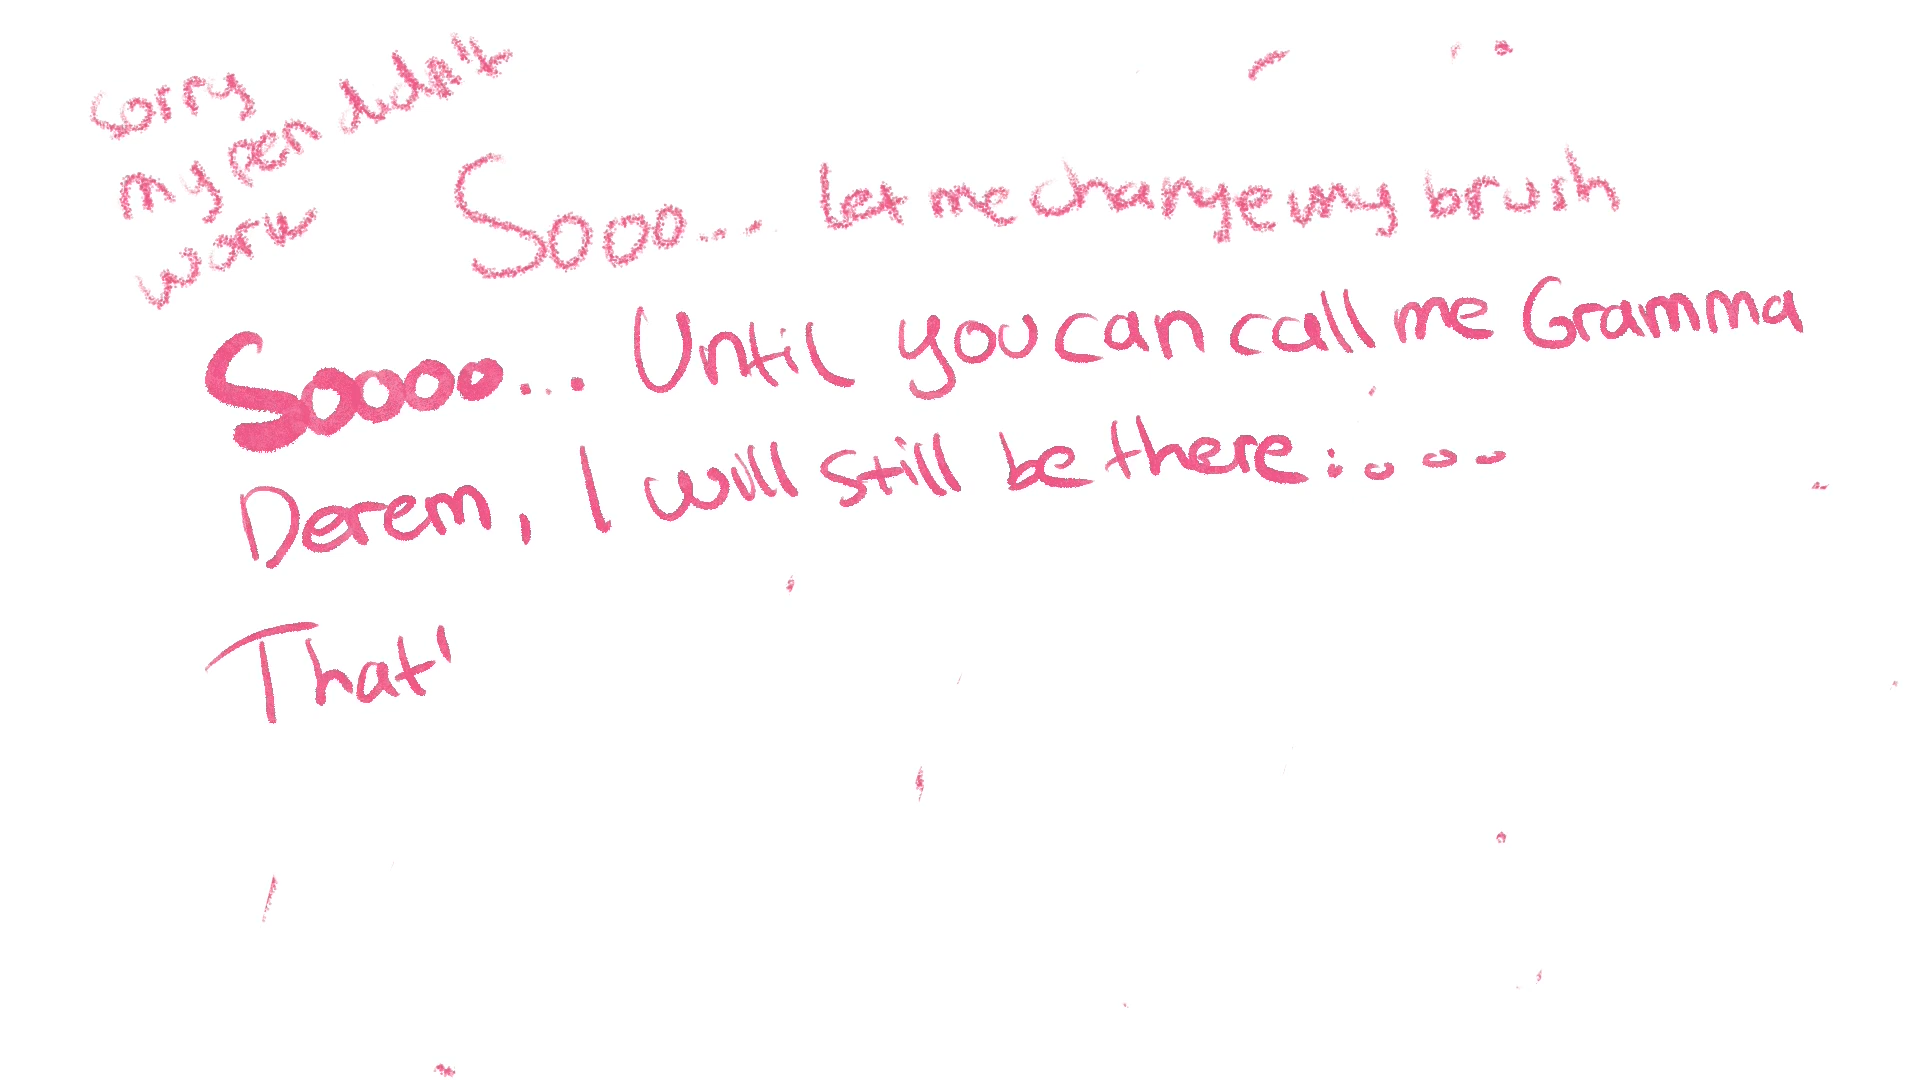 Sorry
my pen didn't
work
Sooo... let me change my brush
Soooo... Until you can call me Gramma
Derem, I will still be there....
That'